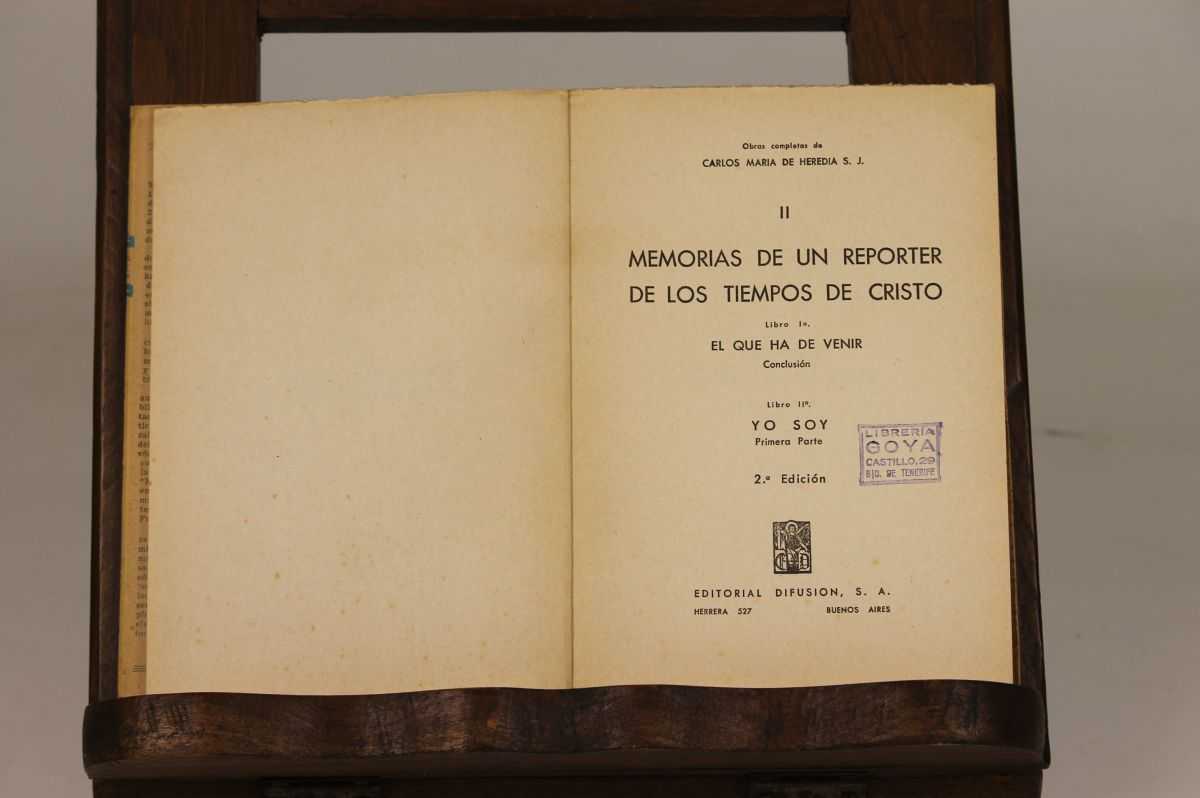 Obras completas de
CARLOS MARIA DE HEREDIA S. J.
II
MEMORIAS DE UN REPORTER
DE LOS TIEMPOS DE CRISTO
Libro Iº.
EL QUE HA DE VENIR
Conclusión
Libro IIº.
YO SOY
Primera Parte
2.ª Edición
LIBRERIA
GOYA
CASTILLO, 29
DE TENERIFE
EDITORIAL DIFUSION, S. A.
HERRERA 527 BUENOS AIRES